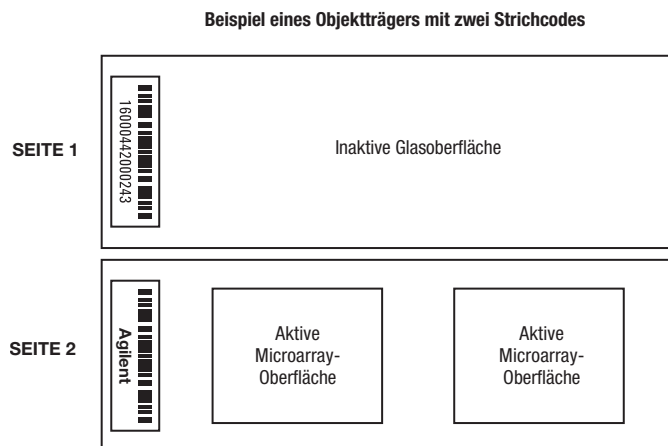 Beispiel eines Objektträgers mit zwei Strichcodes
SEITE 1
16000442000243
Inaktive Glasoberfläche
SEITE 2
Agilent
Aktive
Microarray-
Oberfläche
Aktive
Microarray-
Oberfläche